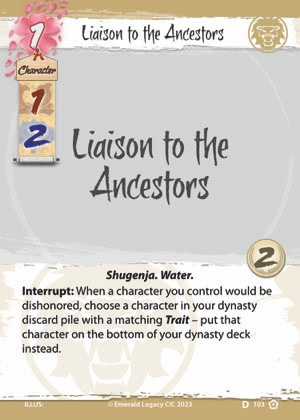 1
Liaison to the Ancestors
Character
1
2
Liaison to the
Ancestors
2
Shugenja. Water.
Interrupt: When a character you control would be
dishonored, choose a character in your dynasty
discard pile with a matching Trait – put that
character on the bottom of your dynasty deck
instead.
ILLUS:
© Emerald Legacy CIC 2023
D 103